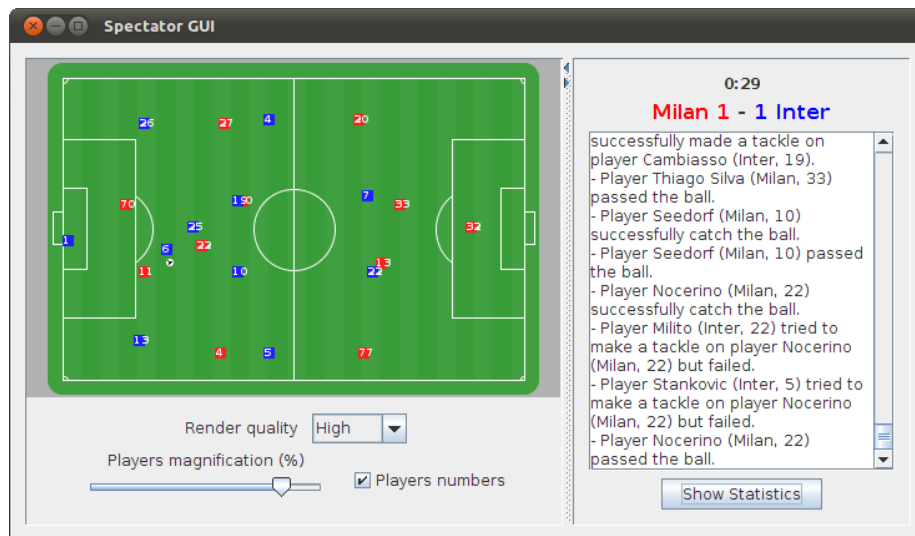 Spectator GUI
26
27
4
20
70
190
7
33
1
25
6
22
32
11
10
13
22
13
4
5
77
Render quality High
Players magnification (%)
Players numbers
0:29
Milan 1 - 1 Inter
successfully made a tackle on
player Cambiasso (Inter, 19).
- Player Thiago Silva (Milan, 33)
passed the ball.
- Player Seedorf (Milan, 10)
successfully catch the ball.
- Player Seedorf (Milan, 10) passed
the ball.
- Player Nocerino (Milan, 22)
successfully catch the ball.
- Player Milito (Inter, 22) tried to
make a tackle on player Nocerino
(Milan, 22) but failed.
- Player Stankovic (Inter, 5) tried to
make a tackle on player Nocerino
(Milan, 22) but failed.
- Player Nocerino (Milan, 22)
passed the ball.
Show Statistics